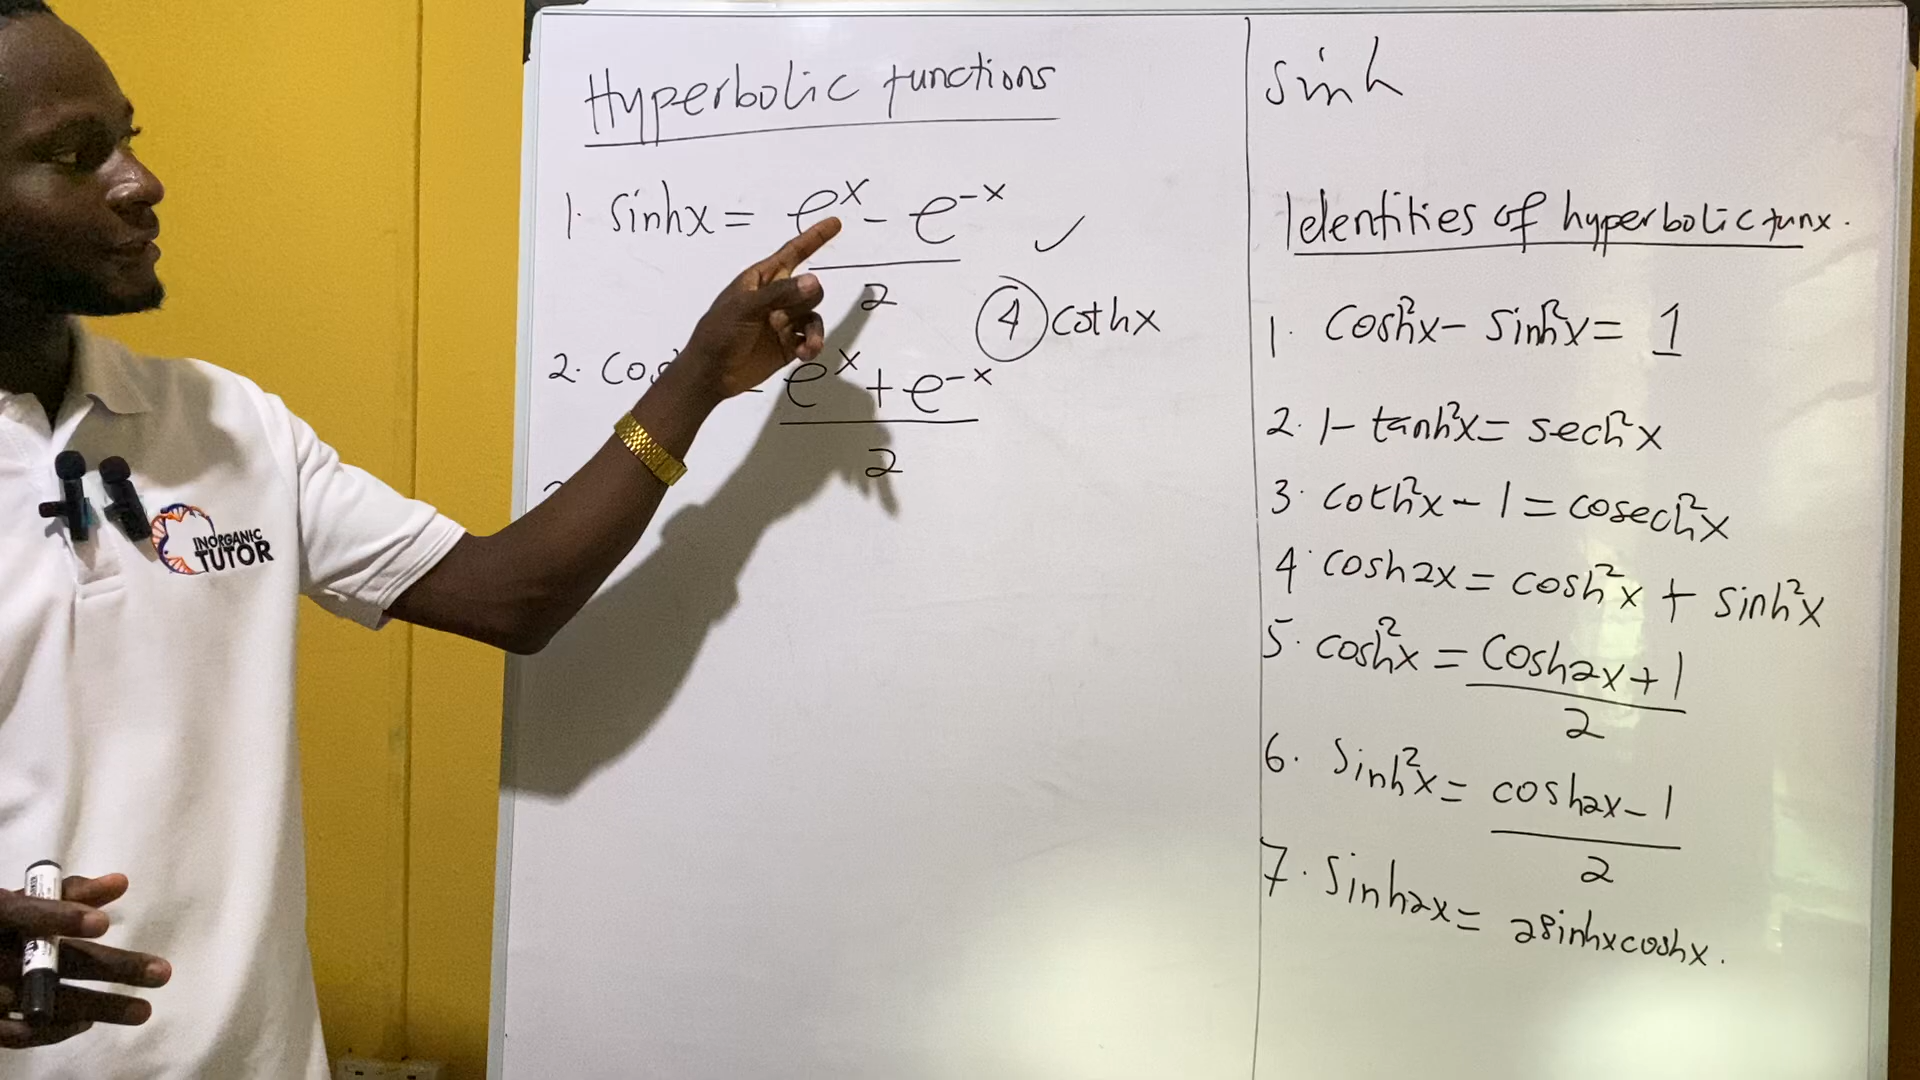 Hyperbolic functions
1. sinhx = e^x - e^-x ✓
2
④ cothx
2. Cos = e^x + e^-x
2
sinh
Identities of hyperbolic funx.
1. Cosh²x - sinh²x = 1
2. 1 - tanh²x = sech²x
3. coth²x - 1 = cosech²x
4. cosh2x = cosh²x + sinh²x
5. cosh²x = Cosh2x + 1
2
6. Sinh²x = cosh2x - 1
2
7. Sinh2x = 2sinhxcoshx.
INORGANIC
TUTOR